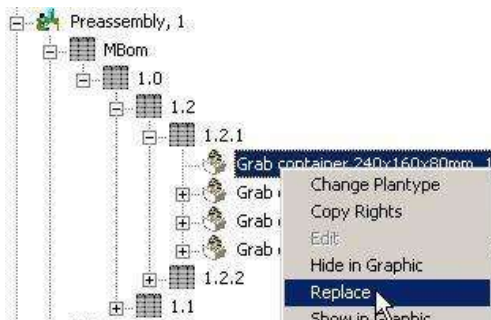 Preassembly, 1
MBom
1.0
1.2
1.2.1
Grab container 240x160x80mm, 1
Grab
Grab
Grab
1.2.2
1.1
Change Plantype
Copy Rights
Edit
Hide in Graphic
Replace
Show in Graphic